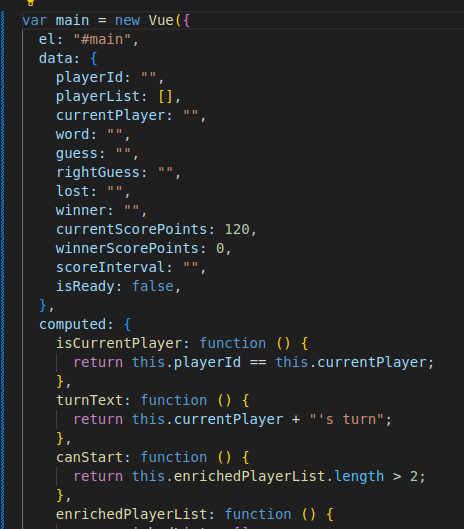 var main = new Vue({
  el: "#main",
  data: {
    playerId: "",
    playerList: [],
    currentPlayer: "",
    word: "",
    guess: "",
    rightGuess: "",
    lost: "",
    winner: "",
    currentScorePoints: 120,
    winnerScorePoints: 0,
    scoreInterval: "",
    isReady: false,
  },
  computed: {
    isCurrentPlayer: function () {
      return this.playerId == this.currentPlayer;
    },
    turnText: function () {
      return this.currentPlayer + "'s turn";
    },
    canStart: function () {
      return this.enrichedPlayerList.length > 2;
    },
    enrichedPlayerList: function () {